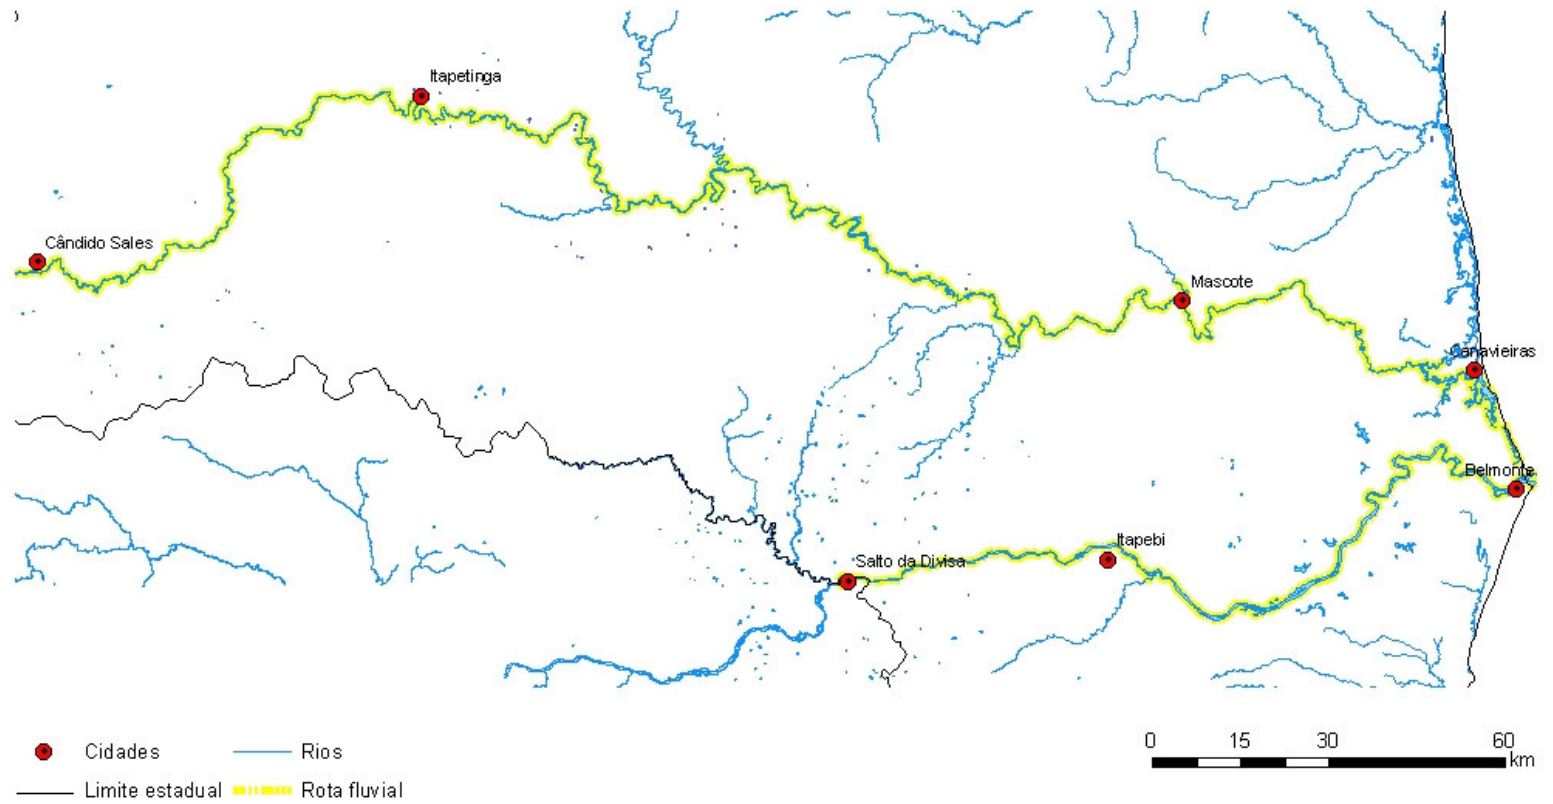 Itapetinga
Cândido Sales
Mascote
Canavieiras
Belmonte
Itapebi
Salto da Divisa
0 15 30 60
km
Cidades
Rios
Limite estadual
Rota fluvial